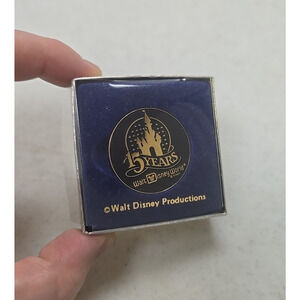 15 YEARS
Walt Disney World
©Walt Disney Productions